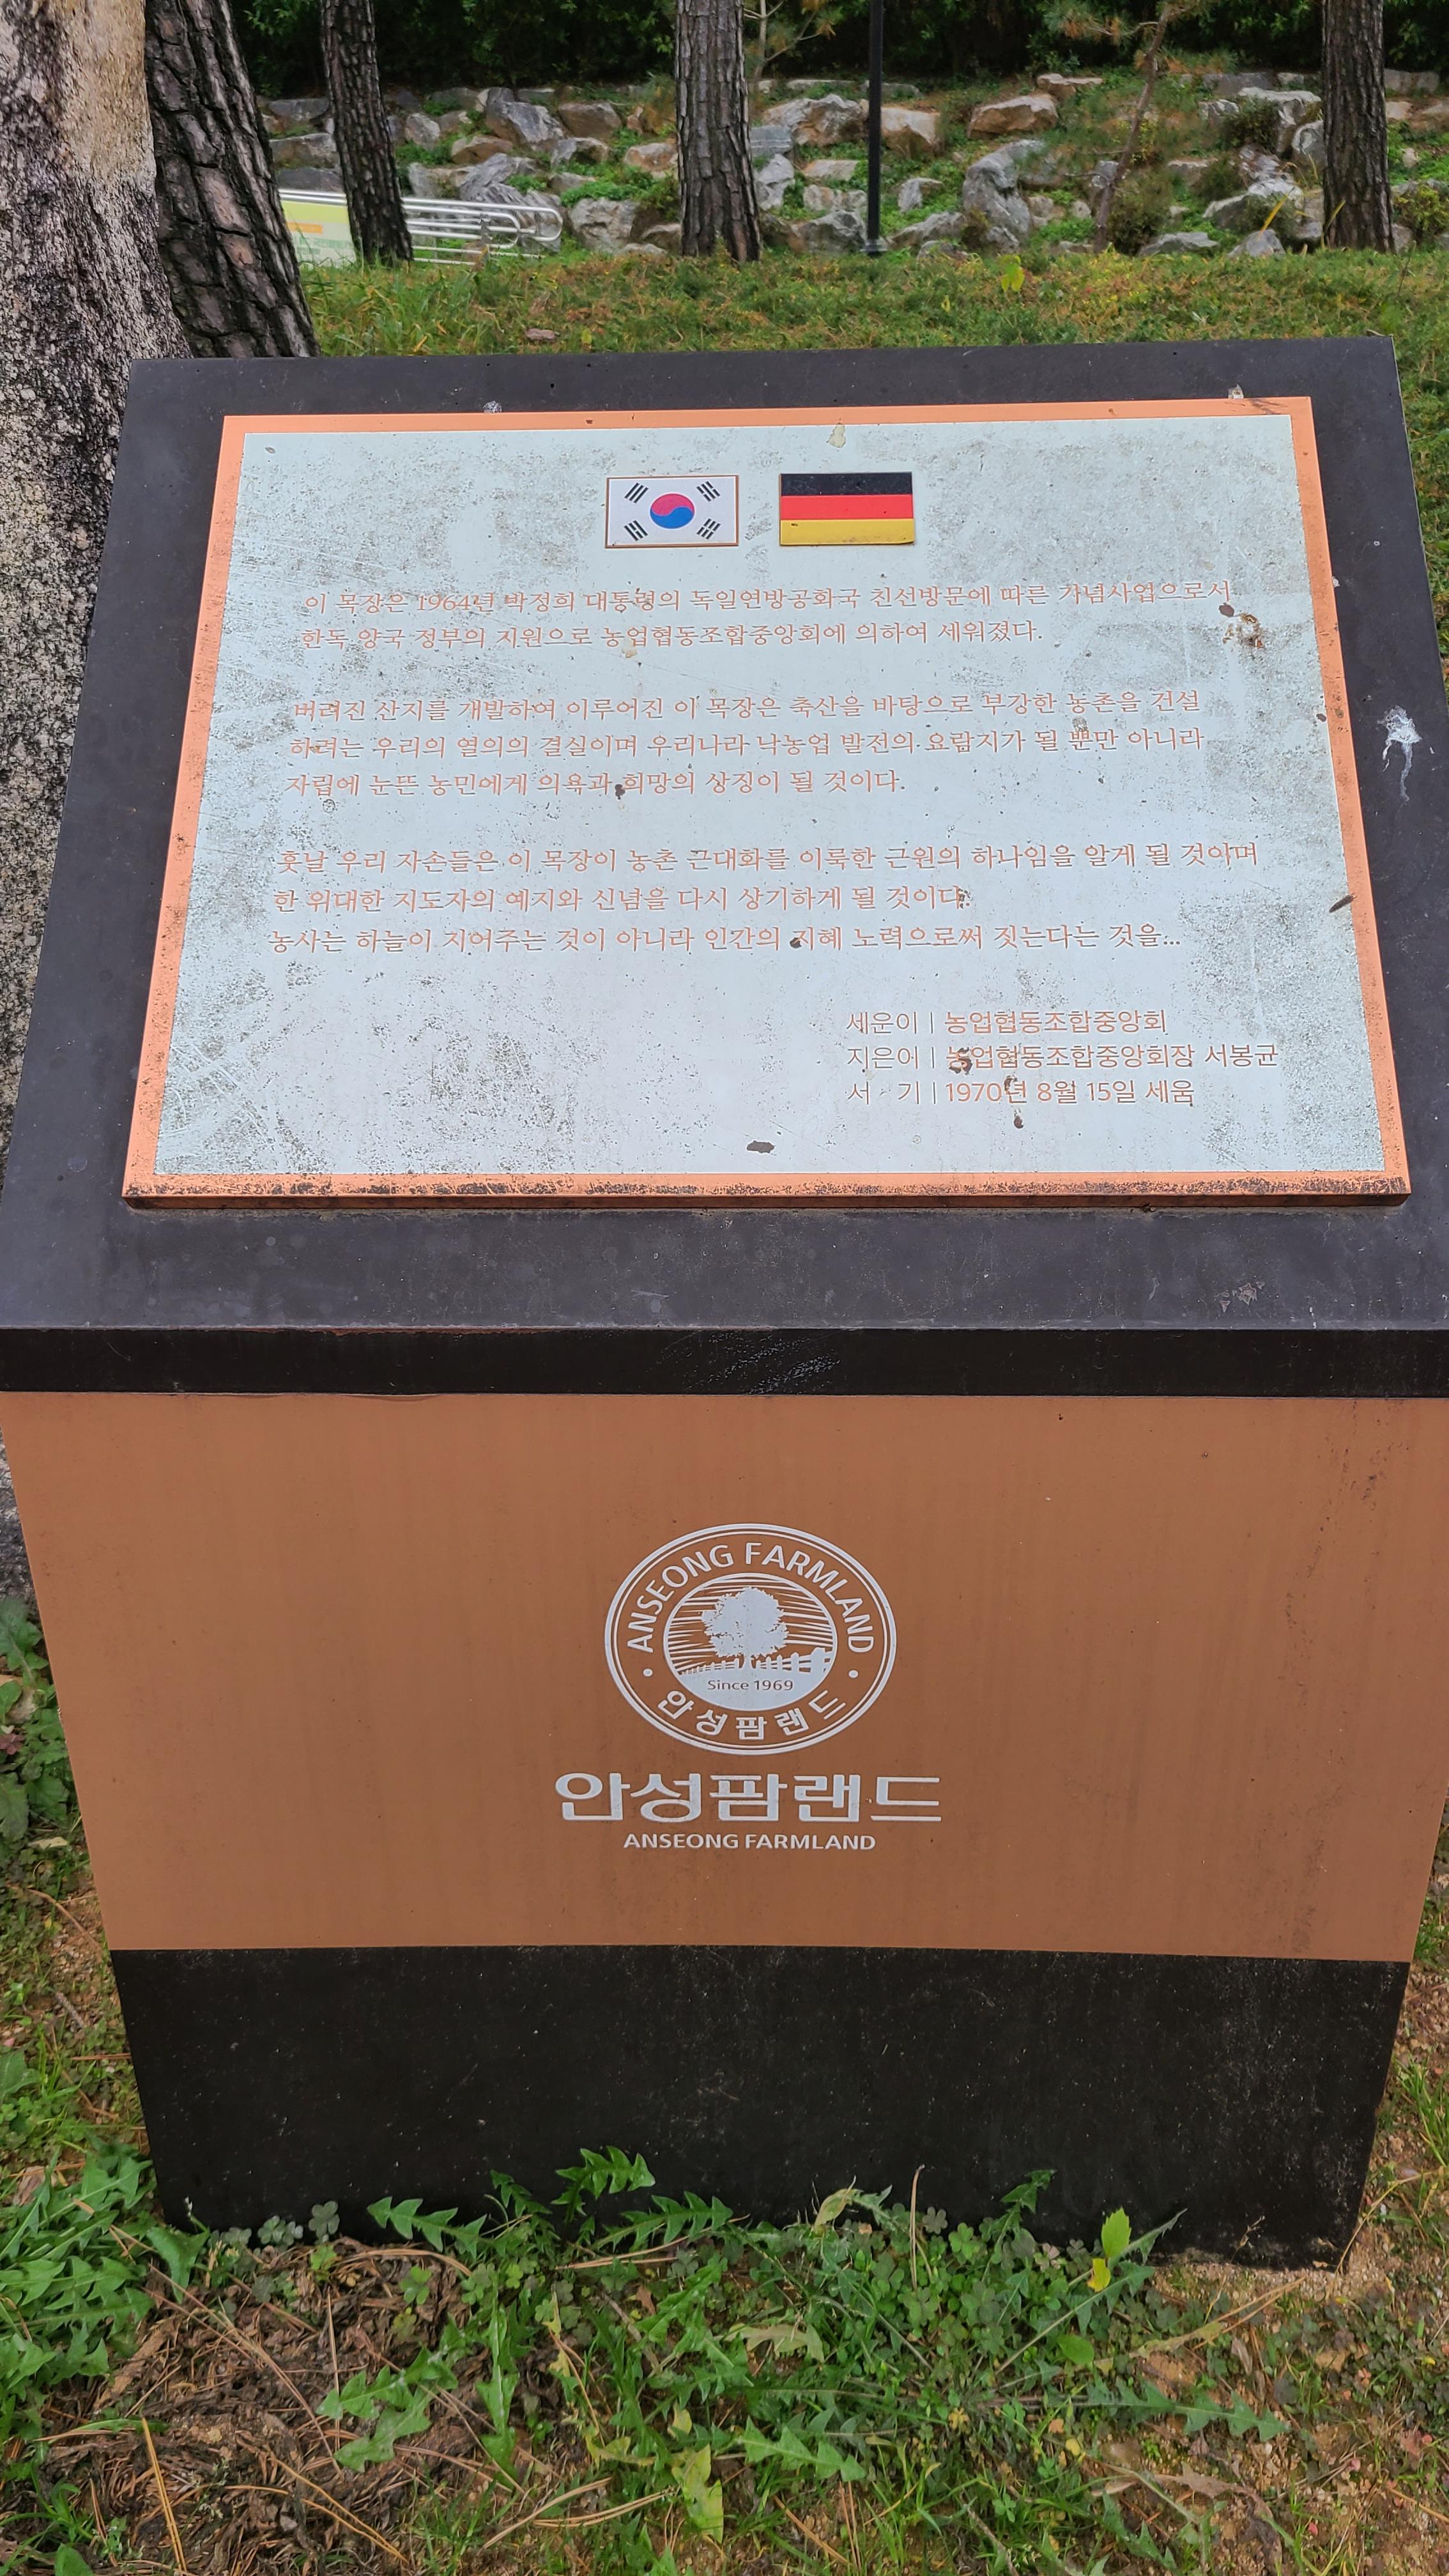 이 목장은 1964년 박정희 대통령의 독일연방공화국 친선방문에 따른 기념사업으로서
한독 양국 정부의 지원으로 농업협동조합중앙회에 의하여 세워졌다.
버려진 산지를 개발하여 이루어진 이 목장은 축산을 바탕으로 부강한 농촌을 건설
하려는 우리의 열의의 결실이며 우리나라 낙농업 발전의 요람지가 될 뿐만 아니라
자립에 눈뜬 농민에게 의욕과 희망의 상징이 될 것이다.
훗날 우리 자손들은 이 목장이 농촌 근대화를 이룩한 근원의 하나임을 알게 될 것이며
한 위대한 지도자의 예지와 신념을 다시 상기하게 될 것이다.
농사는 하늘이 지어주는 것이 아니라 인간의 지혜 노력으로써 짓는다는 것을...
세운이 | 농업협동조합중앙회
지은이 | 농업협동조합중앙회장 서봉균
서 기 | 1970년 8월 15일 세움
ANSEONG FARMLAND
Since 1969
안성팜랜드
안성팜랜드
ANSEONG FARMLAND